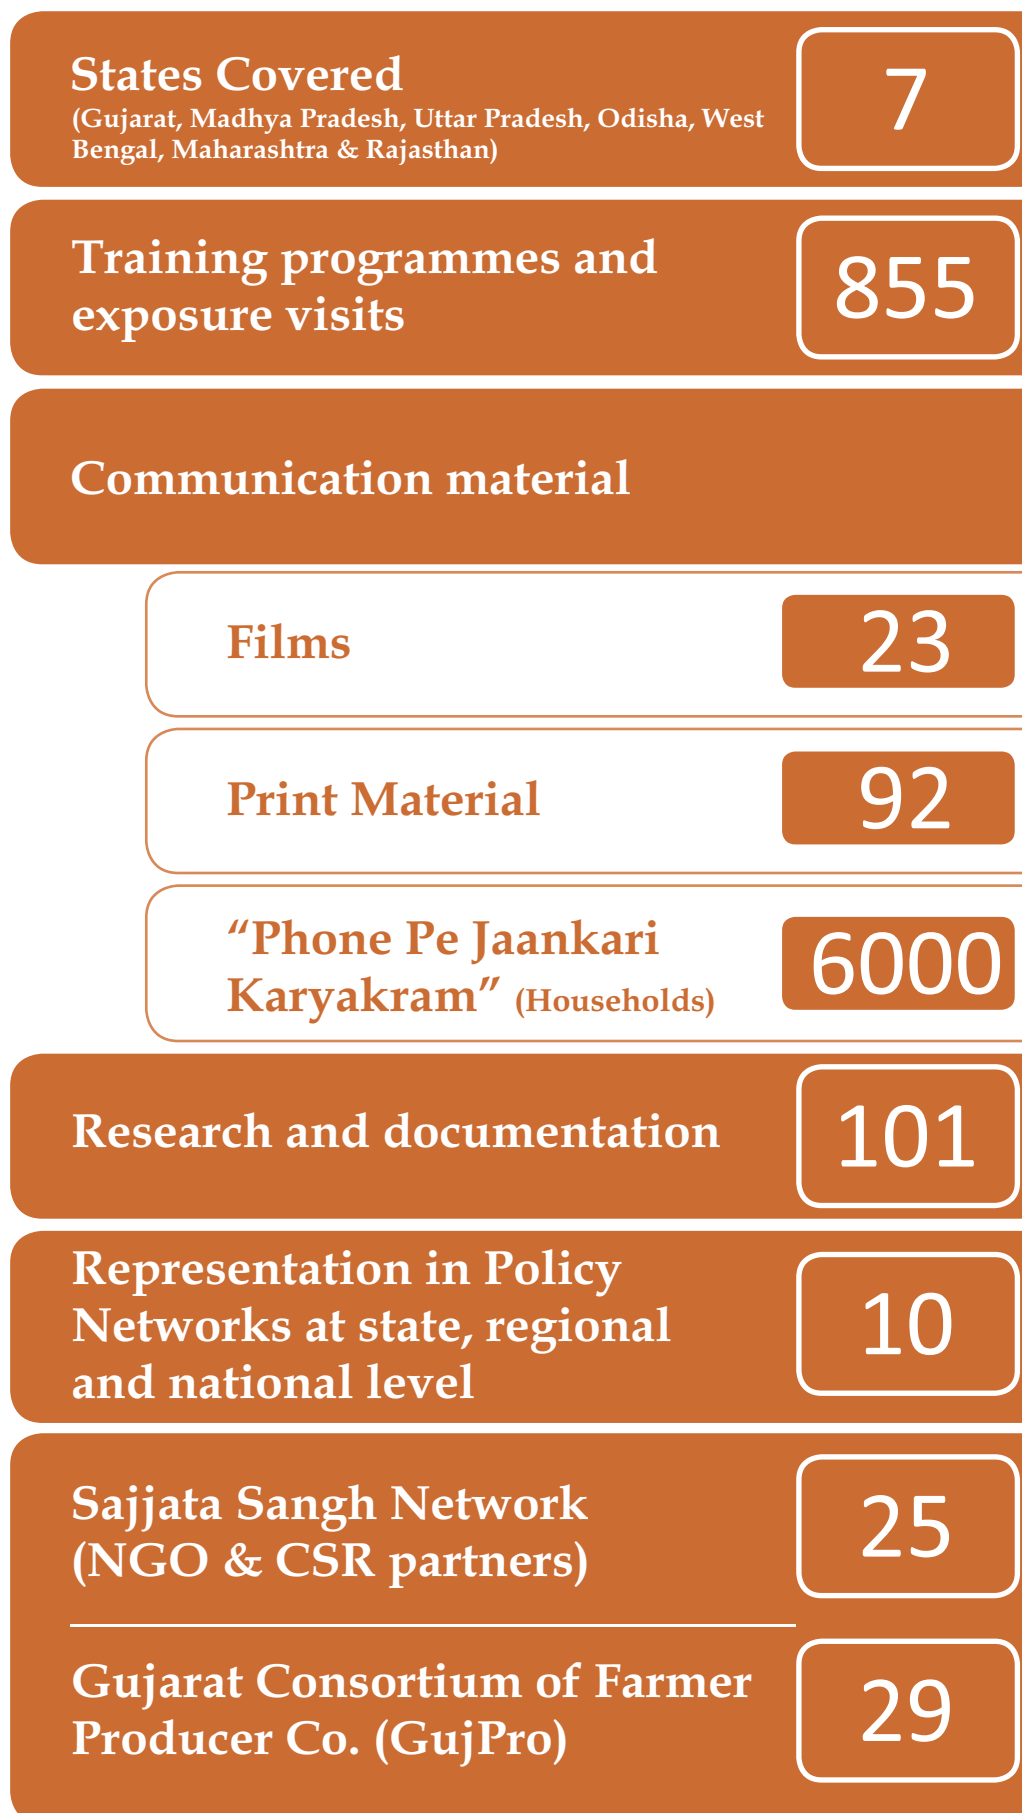 States Covered
7
(Gujarat, Madhya Pradesh, Uttar Pradesh, Odisha, West
Bengal, Maharashtra & Rajasthan)
Training programmes and
exposure visits
855
Communication material
Films
23
Print Material
92
“Phone Pe Jaankari
Karyakram” (Households)
6000
Research and documentation
101
Representation in Policy
Networks at state, regional
and national level
10
Sajjata Sangh Network
(NGO & CSR partners)
25
Gujarat Consortium of Farmer
Producer Co. (GujPro)
29